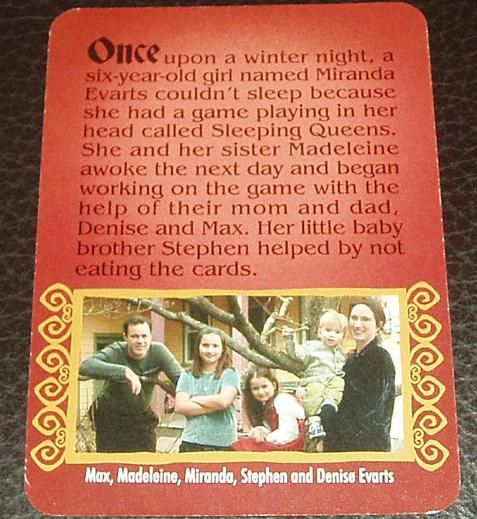 Once upon a winter night, a
six-year-old girl named Miranda
Evarts couldn't sleep because
she had a game playing in her
head called Sleeping Queens.
She and her sister Madeleine
awoke the next day and began
working on the game with the
help of their mom and dad,
Denise and Max. Her little baby
brother Stephen helped by not
eating the cards.
Max, Madeleine, Miranda, Stephen and Denise Evarts